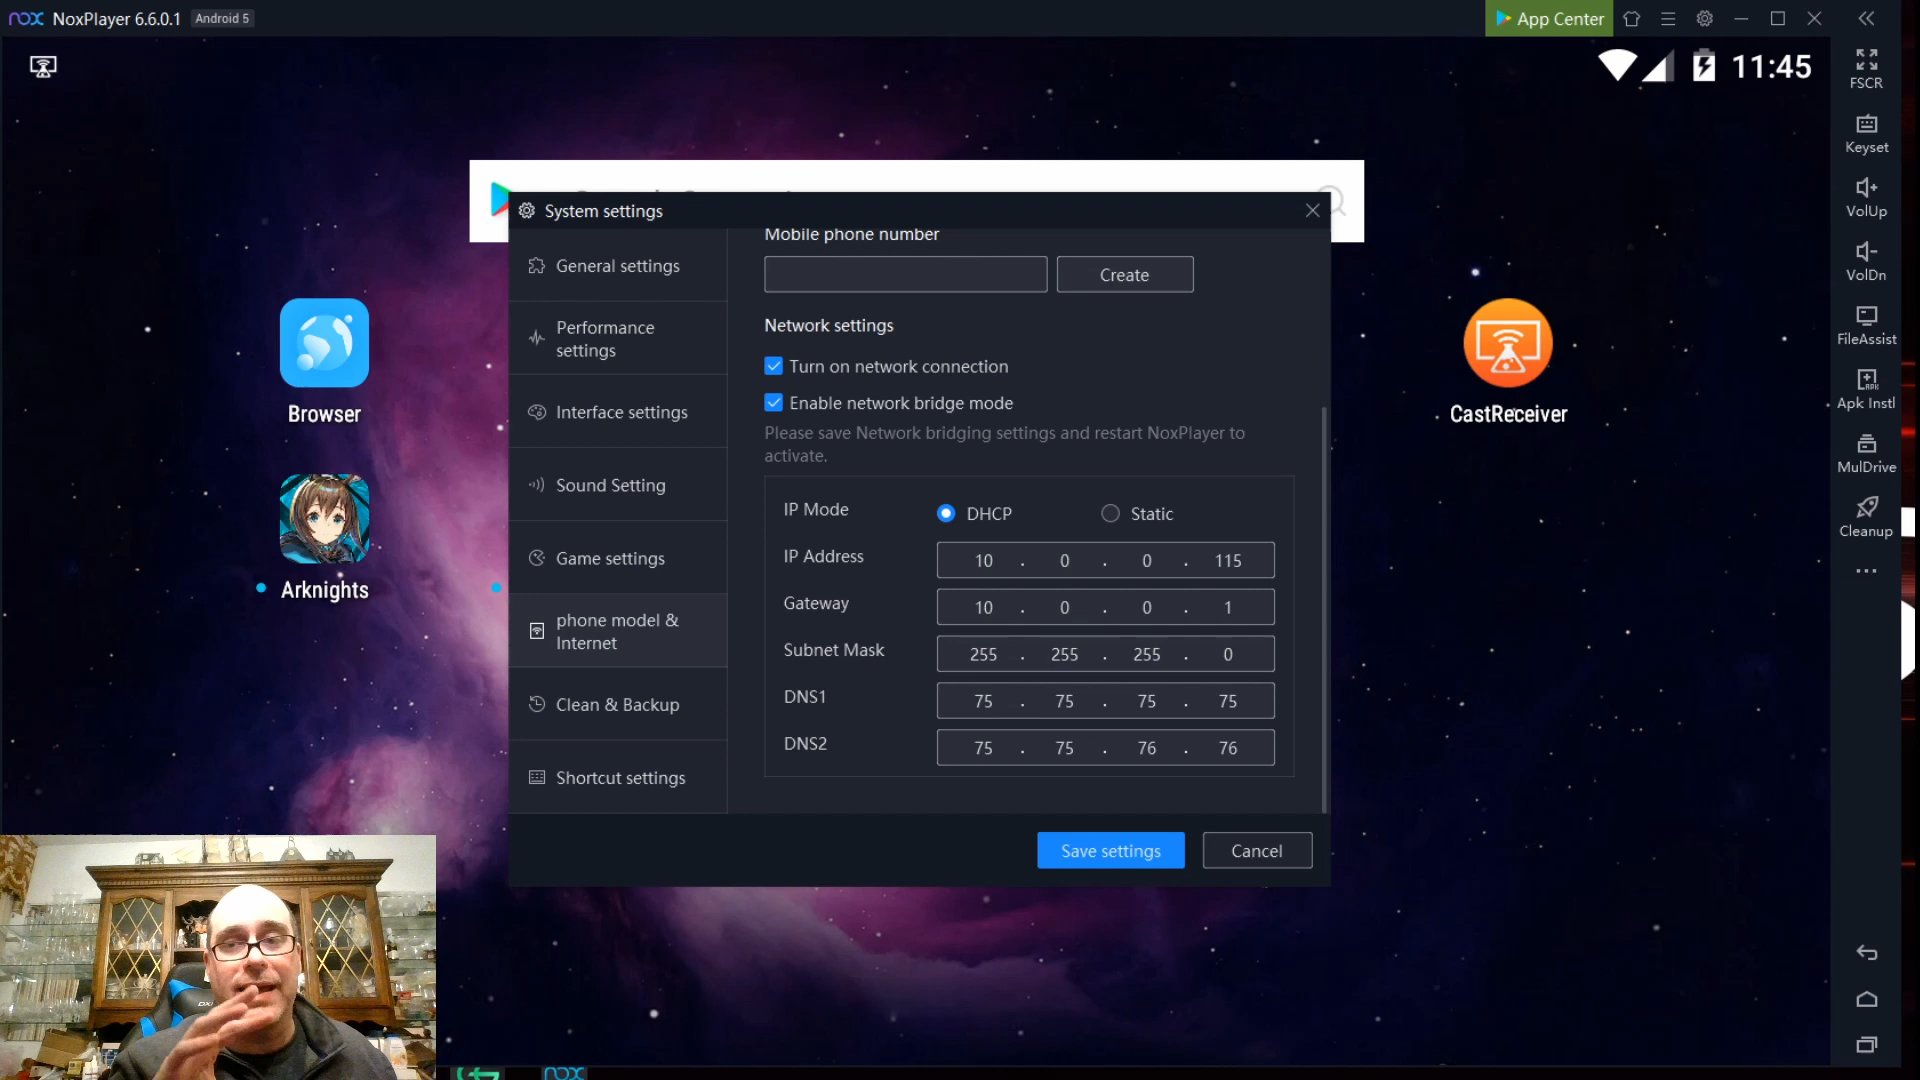 nox NoxPlayer 6.6.0.1 Android 5
App Center
11:45
FSCR
Keyset
VolUp
VolDn
FileAssist
Apk Instl
MulDrive
Cleanup
Browser
Arknights
CastReceiver
System settings
General settings
Performance
settings
Interface settings
Sound Setting
Game settings
phone model &
Internet
Clean & Backup
Shortcut settings
Mobile phone number
Create
Network settings
Turn on network connection
Enable network bridge mode
Please save Network bridging settings and restart NoxPlayer to
activate.
IP Mode DHCP Static
IP Address 10 . 0 . 0 . 115
Gateway 10 . 0 . 0 . 1
Subnet Mask 255 . 255 . 255 . 0
DNS1 75 . 75 . 75 . 75
DNS2 75 . 75 . 76 . 76
Save settings Cancel
nox